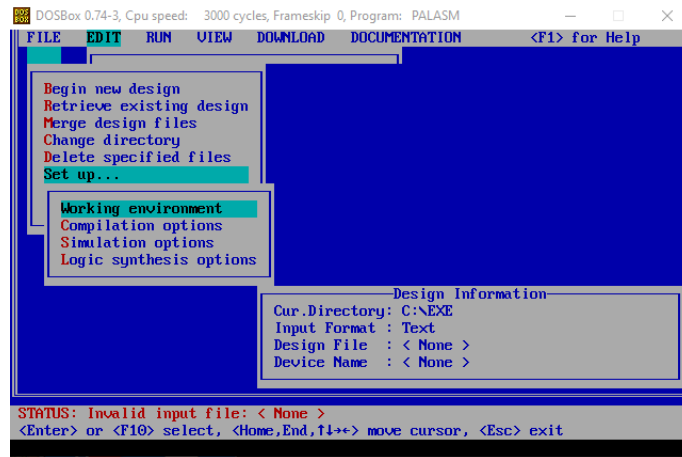 DOSBox 0.74-3, Cpu speed: 3000 cycles, Frameskip 0, Program: PALASM
FILE EDIT RUN VIEW DOWNLOAD DOCUMENTATION <F1> for Help
Begin new design
Retrieve existing design
Merge design files
Change directory
Delete specified files
Set up...
Working environment
Compilation options
Simulation options
Logic synthesis options
Design Information
Cur.Directory: C:\EXE
Input Format : Text
Design File : < None >
Device Name : < None >
STATUS: Invalid input file: < None >
<Enter> or <F10> select, <Home,End,↑↓→←> move cursor, <Esc> exit